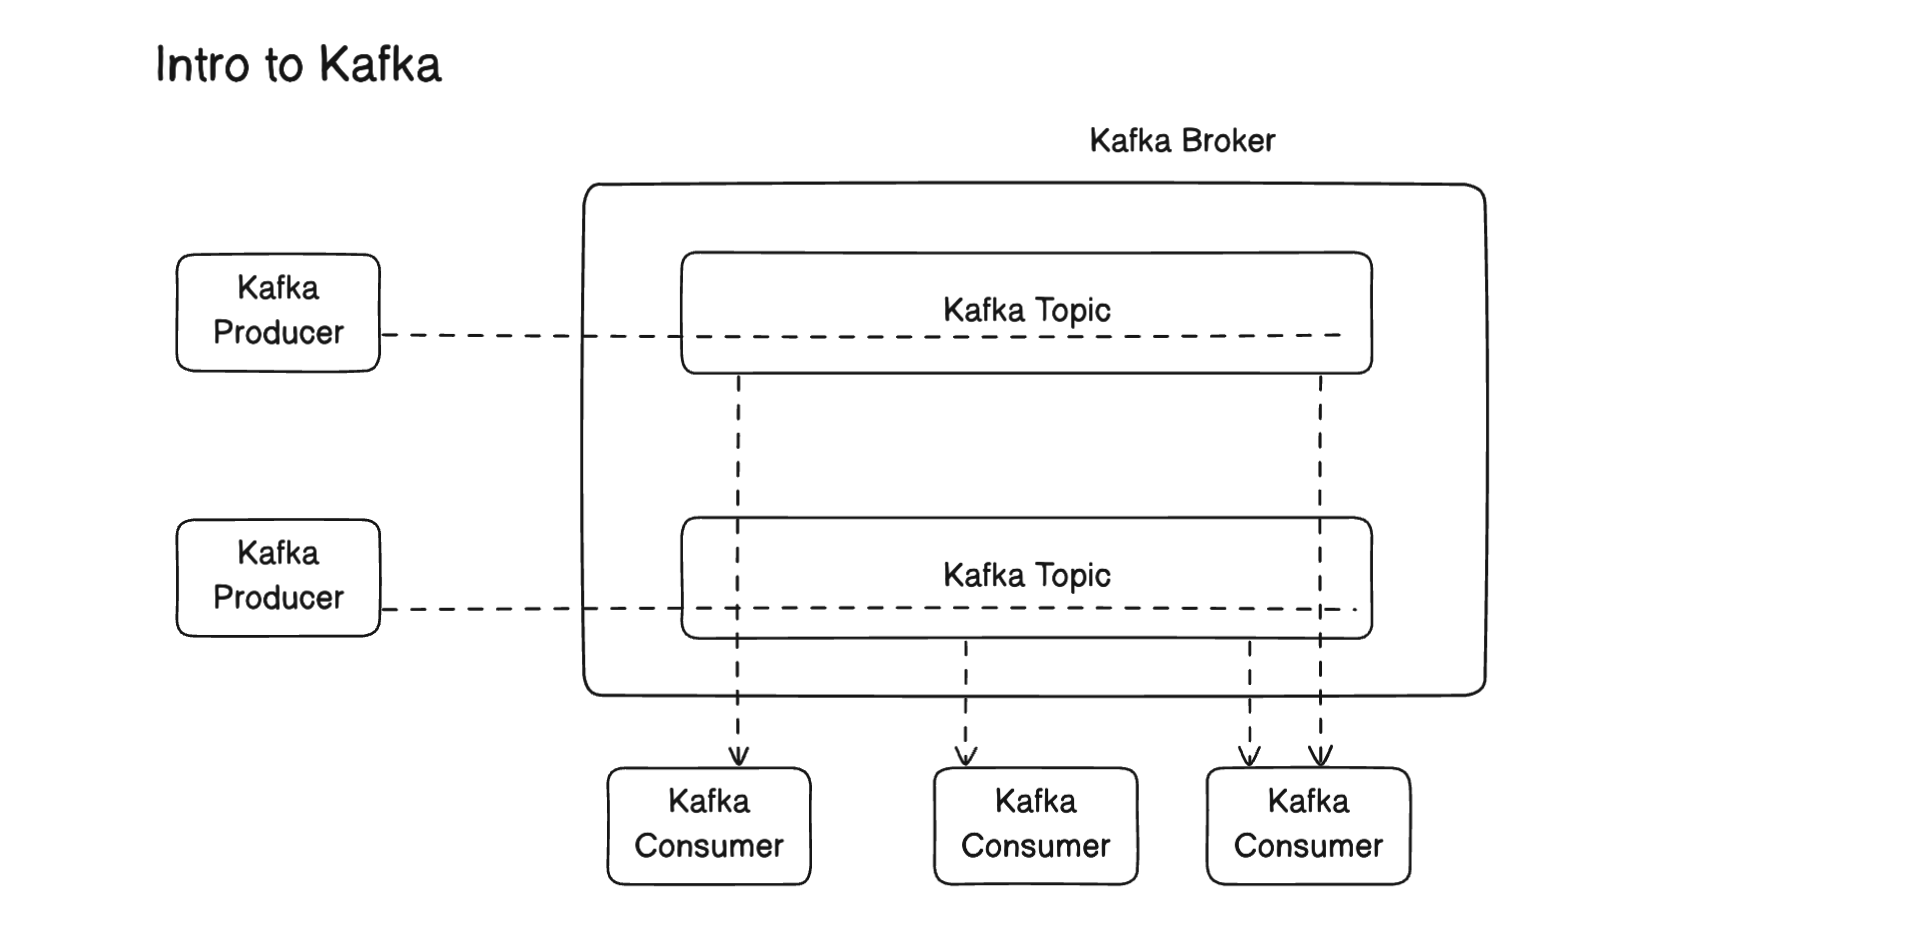 Intro to Kafka
Kafka Broker
Kafka
Producer
Kafka Topic
Kafka
Producer
Kafka Topic
Kafka
Consumer
Kafka
Consumer
Kafka
Consumer